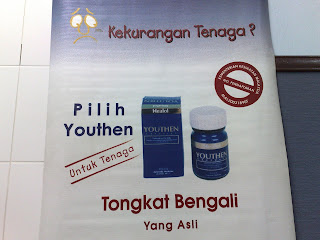 Kekurangan Tenaga ?
Pilih
Youthen
Untuk Tenaga
YOUTHEN
YOUTHEN
Tongkat Bengali
Yang Asli